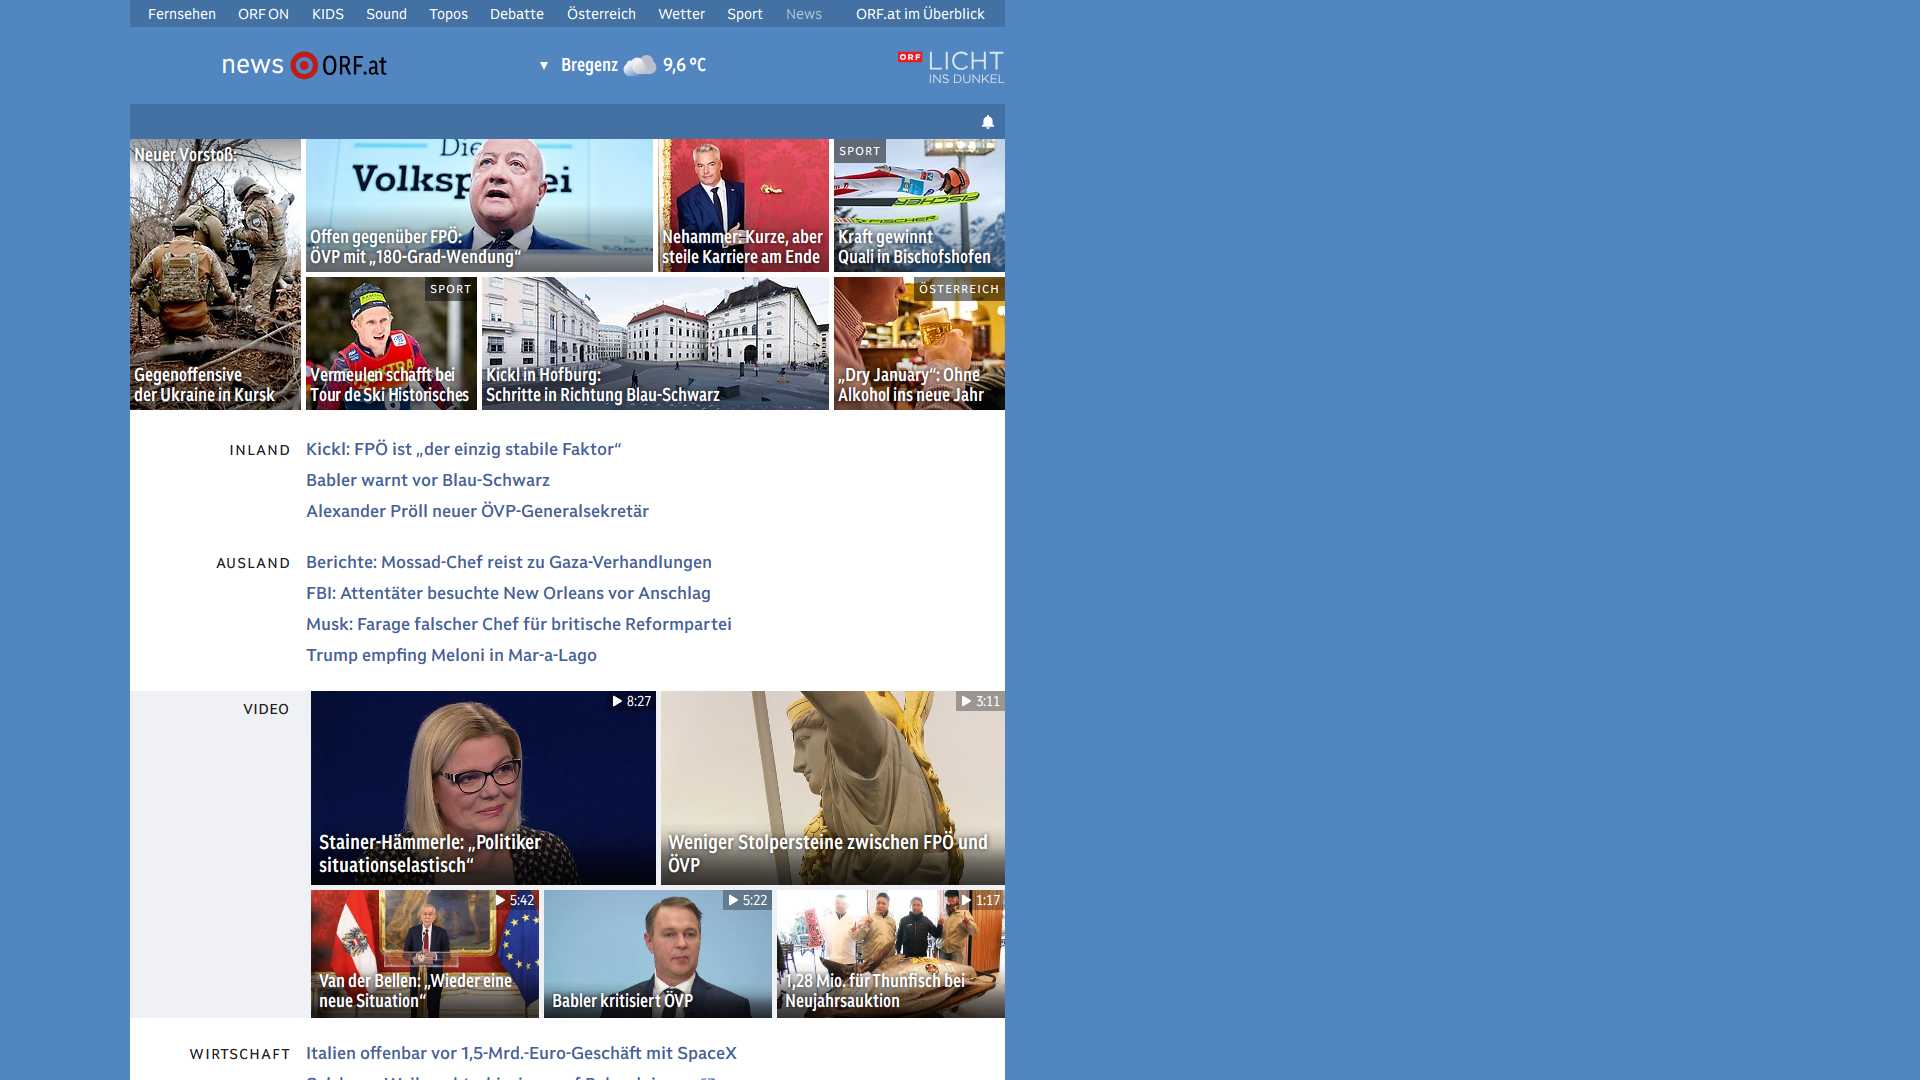 Fernsehen ORF ON KIDS Sound Topos Debatte Österreich Wetter Sport News ORF.at im Überblick
news ORF.at
▼ Bregenz 9,6 °C
ORF LICHT
INS DUNKEL
Neuer Vorstoß:
Gegenoffensive
der Ukraine in Kursk
Die
Offen gegenüber FPÖ:
ÖVP mit „180-Grad-Wendung“
Nehammer: Kurze, aber
steile Karriere am Ende
SPORT
FISCHER
FISCHER
Kraft gewinnt
Quali in Bischofshofen
SPORT
Vermeulen schafft bei
Tour de Ski Historisches
Kickl in Hofburg:
Schritte in Richtung Blau-Schwarz
ÖSTERREICH
„Dry January“: Ohne
Alkohol ins neue Jahr
INLAND
Kickl: FPÖ ist „der einzig stabile Faktor“
Babler warnt vor Blau-Schwarz
Alexander Pröll neuer ÖVP-Generalsekretär
AUSLAND
Berichte: Mossad-Chef reist zu Gaza-Verhandlungen
FBI: Attentäter besuchte New Orleans vor Anschlag
Musk: Farage falscher Chef für britische Reformpartei
Trump empfing Meloni in Mar-a-Lago
VIDEO
8:27
Stainer-Hämmerle: „Politiker
situationselastisch“
3:11
Weniger Stolpersteine zwischen FPÖ und
ÖVP
5:42
Van der Bellen: „Wieder eine
neue Situation“
5:22
Babler kritisiert ÖVP
1:17
1,28 Mio. für Thunfisch bei
Neujahrsauktion
WIRTSCHAFT
Italien offenbar vor 1,5-Mrd.-Euro-Geschäft mit SpaceX